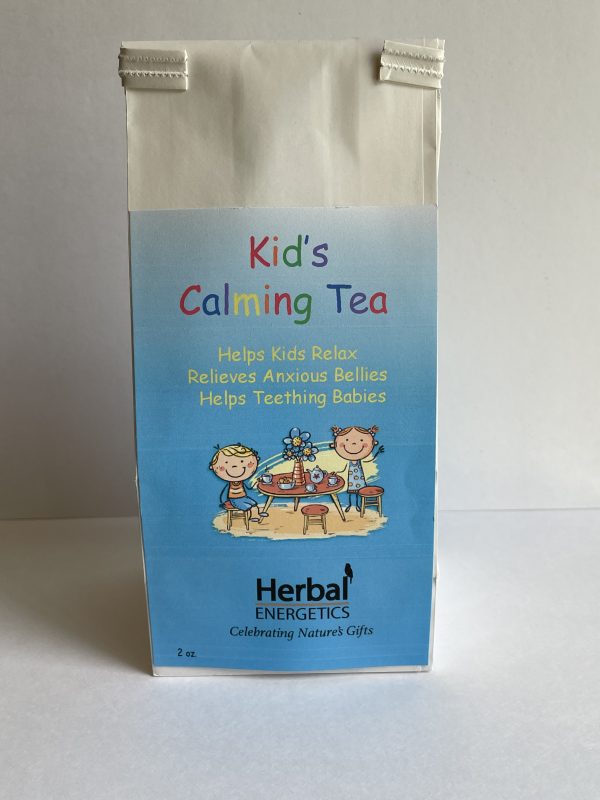 Kid's
Calming Tea
Helps Kids Relax
Relieves Anxious Bellies
Helps Teething Babies
Herbal
ENERGETICS
Celebrating Nature's Gifts
2 oz.